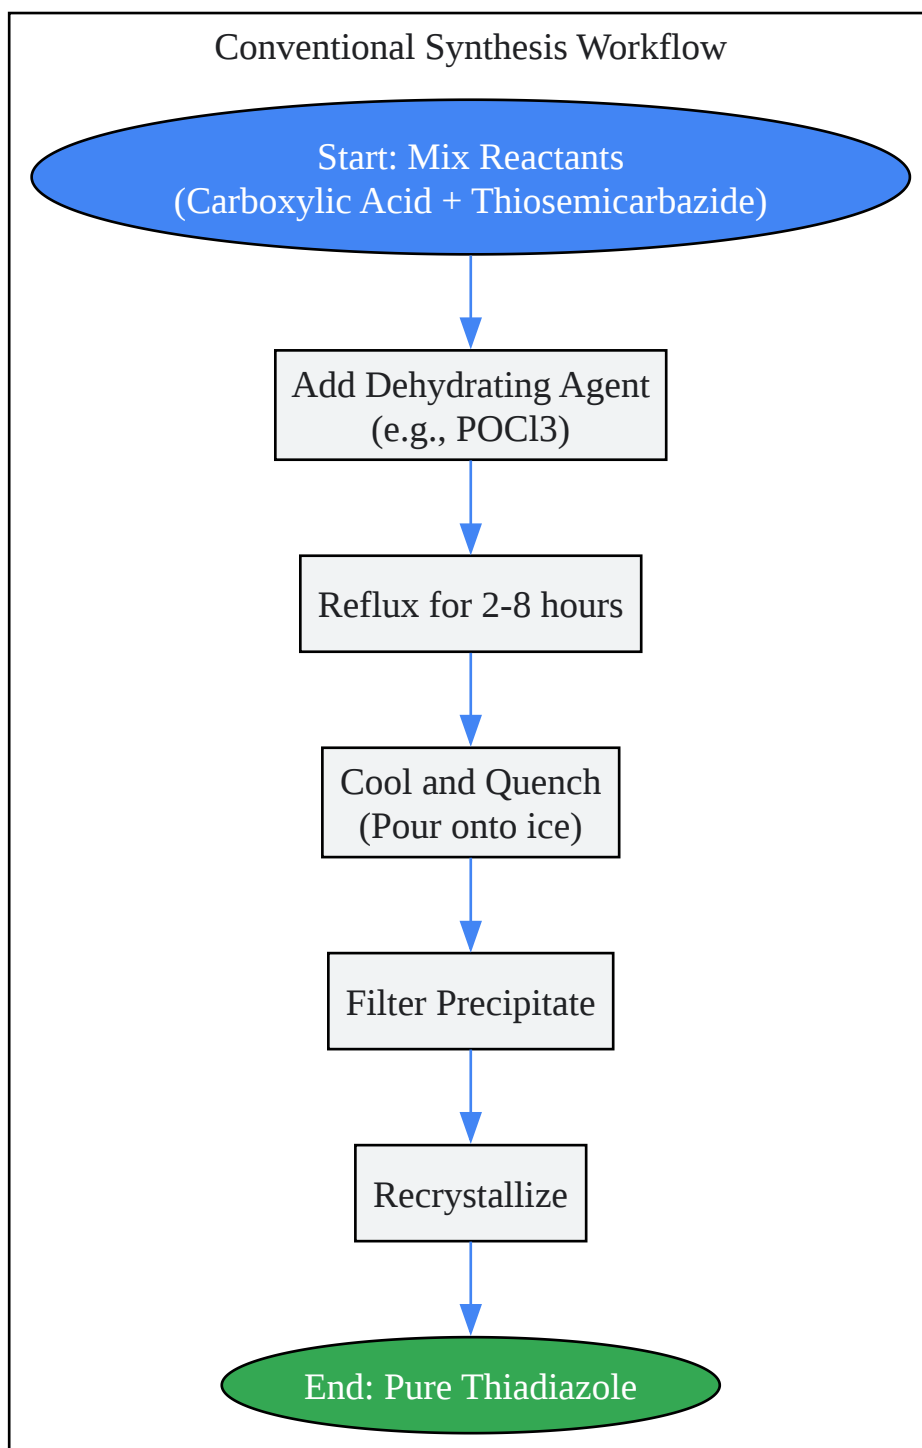 Conventional Synthesis Workflow
Start: Mix Reactants
(Carboxylic Acid + Thiosemicarbazide)
Add Dehydrating Agent
(e.g., POCl3)
Reflux for 2-8 hours
Cool and Quench
(Pour onto ice)
Filter Precipitate
Recrystallize
End: Pure Thiadiazole